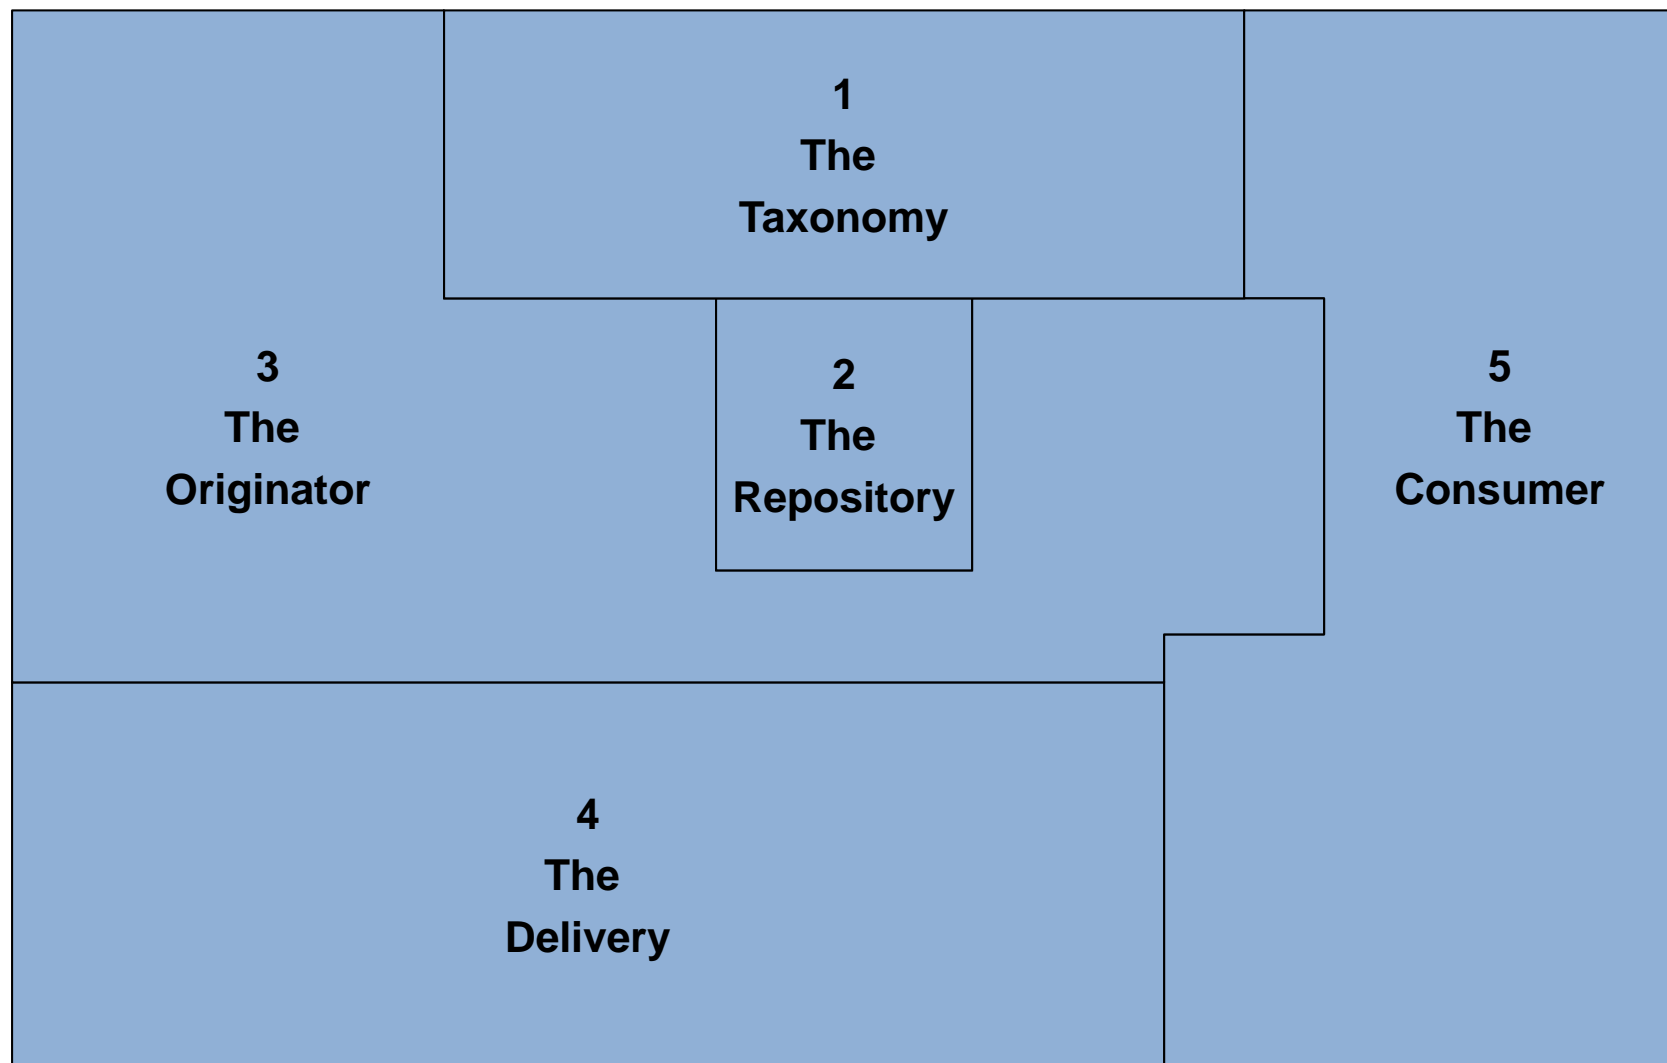 1
The
Taxonomy
3
The
Originator
2
The
Repository
5
The
Consumer
4
The
Delivery